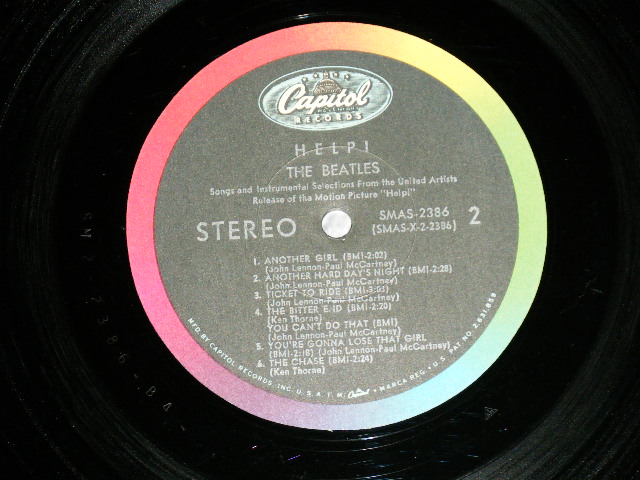 Capitol
RECORDS
HELP!
THE BEATLES
Songs and Instrumental Selections From the United Artists
Release of the Motion Picture "Help!"
STEREO
SMAS-2386
(SMAS-X-2-2386)
2
1. ANOTHER GIRL (BMI-2:02)
(John Lennon-Paul McCartney)
2. ANOTHER HARD DAY'S NIGHT (BMI-2:28)
(John Lennon-Paul McCartney)
3. TICKET TO RIDE (BMI-3:03)
(John Lennon-Paul McCartney)
4. THE BITTER END (BMI-2:20)
(Ken Thorne)
YOU CAN'T DO THAT (BMI)
(John Lennon-Paul McCartney)
5. YOU'RE GONNA LOSE THAT GIRL
(BMI-2:18) (John Lennon-Paul McCartney)
6. THE CHASE (BMI-2:24)
(Ken Thorne)
MFD. BY CAPITOL RECORDS, INC. U.S.A. T.M. Capitol MARCA REG. • U.S. PAT. NO. 2,631,859